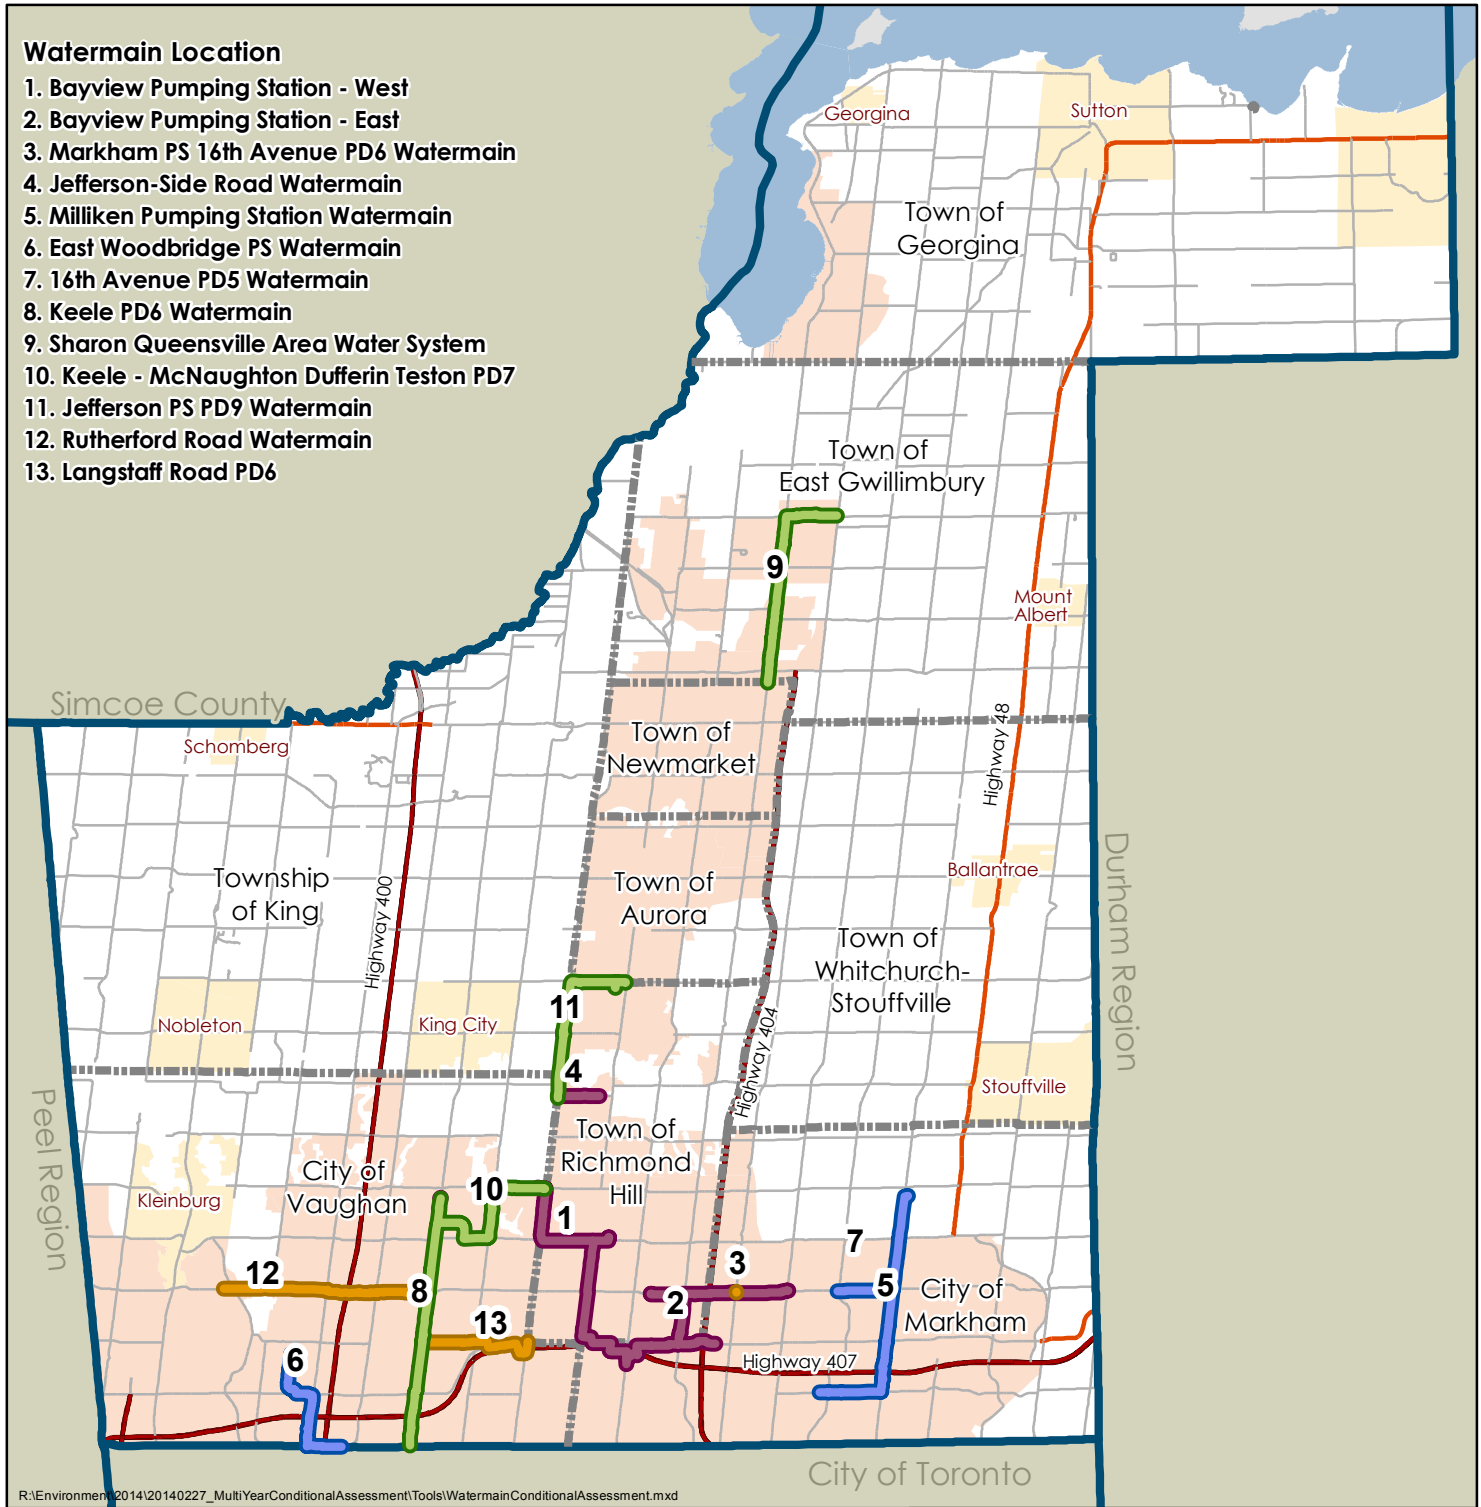 Watermain Location
1. Bayview Pumping Station - West
2. Bayview Pumping Station - East
3. Markham PS 16th Avenue PD6 Watermain
4. Jefferson-Side Road Watermain
5. Milliken Pumping Station Watermain
6. East Woodbridge PS Watermain
7. 16th Avenue PD5 Watermain
8. Keele PD6 Watermain
9. Sharon Queensville Area Water System
10. Keele - McNaughton Dufferin Teston PD7
11. Jefferson PS PD9 Watermain
12. Rutherford Road Watermain
13. Langstaff Road PD6
Georgina
Sutton
Town of
Georgina
Town of
East Gwillimbury
9
Mount
Albert
Simcoe County
Schomberg
Town of
Newmarket
Highway 48
Durham Region
Township
of King
Highway 400
Town of
Aurora
Ballantrae
Town of
Whitchurch-
Stouffville
Nobleton
King City
11
Highway 404
4
Stouffville
Peel Region
Town of
Richmond
Hill
City of
Vaughan
Kleinburg
10
1
7
12
8
3
2
5
City of
Markham
13
6
Highway 407
City of Toronto
R:\Environment\2014\20140227_MultiYearConditionalAssessment\Tools\WatermainConditionalAssessment.mxd